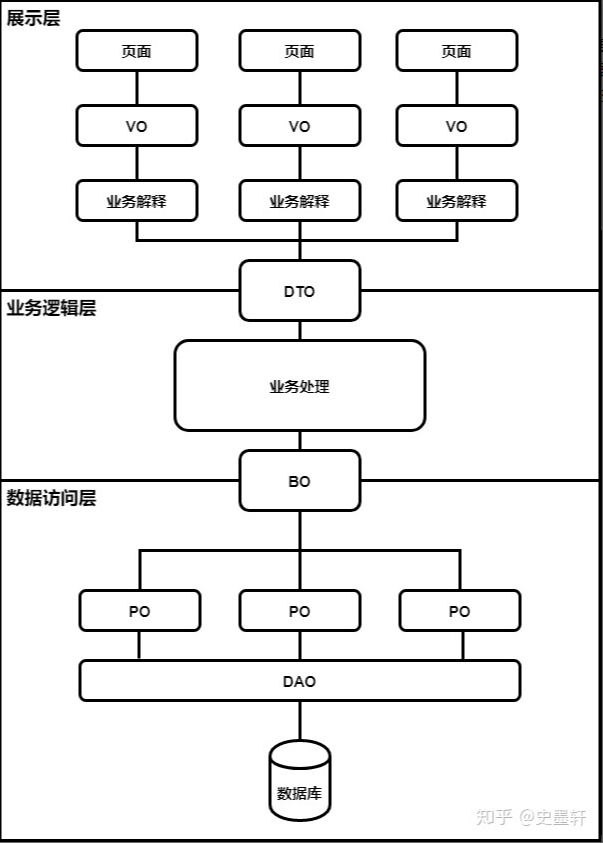 展示层
页面
页面
页面
VO
VO
VO
业务解释
业务解释
业务解释
DTO
业务逻辑层
业务处理
BO
数据访问层
PO
PO
PO
DAO
数据库
知乎 @史墨轩